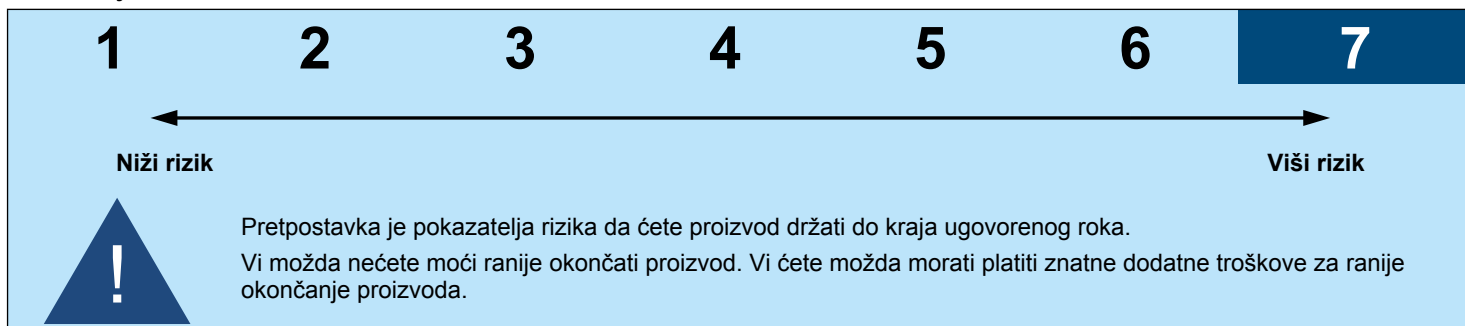 1 2 3 4 5 6 7
Niži rizik Viši rizik
!
Pretpostavka je pokazatelja rizika da ćete proizvod držati do kraja ugovorenog roka.
Vi možda nećete moći ranije okončati proizvod. Vi ćete možda morati platiti znatne dodatne troškove za ranije
okončanje proizvoda.